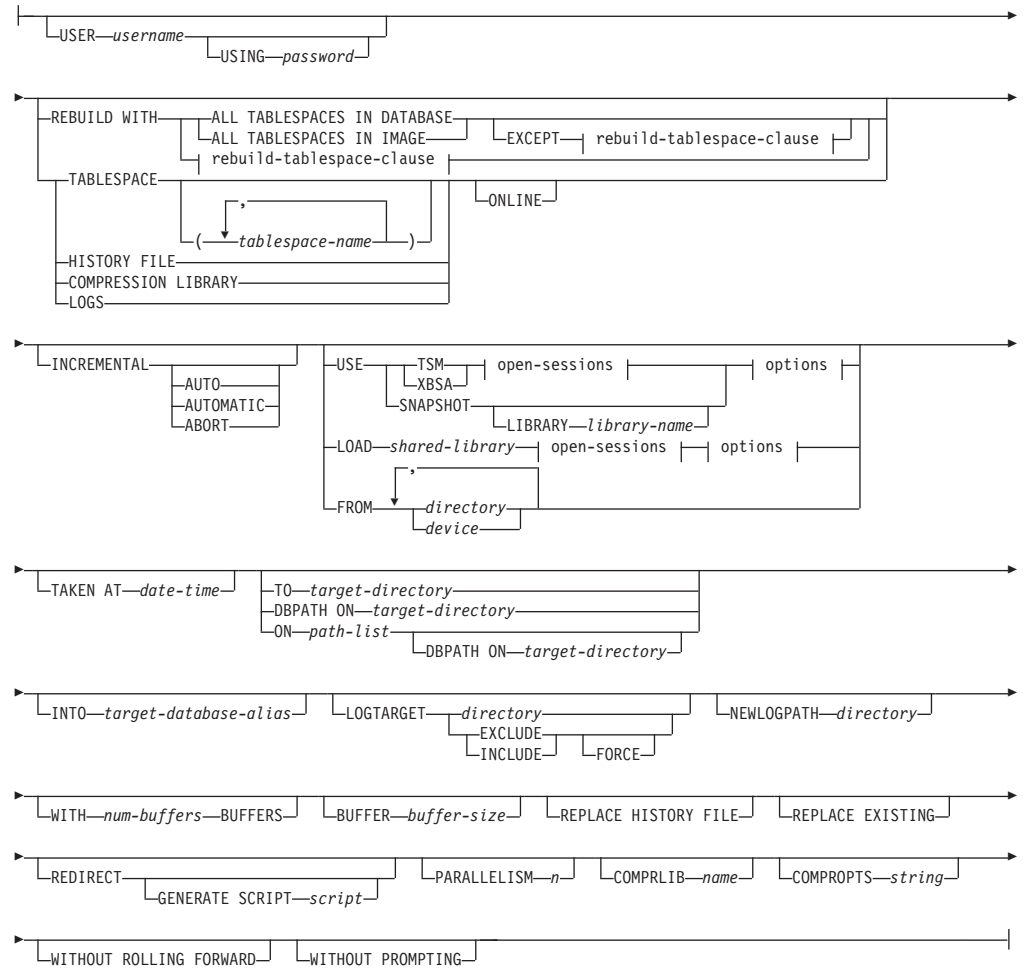 USER username
USING password
REBUILD WITH ALL TABLESPACES IN DATABASE
ALL TABLESPACES IN IMAGE EXCEPT rebuild-tablespace-clause
rebuild-tablespace-clause
TABLESPACE
ONLINE
,
( tablespace-name )
HISTORY FILE
COMPRESSION LIBRARY
LOGS
INCREMENTAL USE TSM open-sessions options
AUTO XBSA
AUTOMATIC SNAPSHOT
ABORT LIBRARY library-name
LOAD shared-library open-sessions options
,
FROM directory
device
TAKEN AT date-time TO target-directory
DBPATH ON target-directory
ON path-list
DBPATH ON target-directory
INTO target-database-alias LOGTARGET directory NEWLOGPATH directory
EXCLUDE
INCLUDE FORCE
WITH num-buffers BUFFERS BUFFER buffer-size REPLACE HISTORY FILE REPLACE EXISTING
REDIRECT PARALLELISM n COMPRLIB name COMPROPTS string
GENERATE SCRIPT script
WITHOUT ROLLING FORWARD WITHOUT PROMPTING